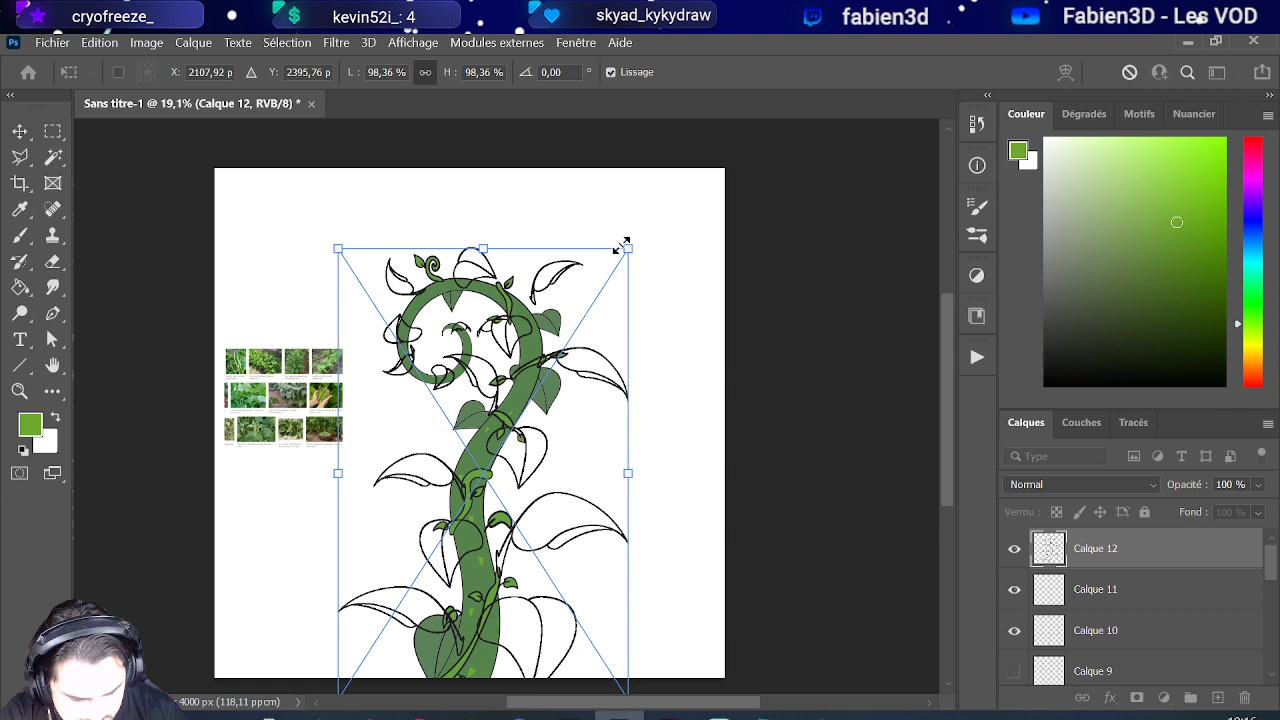 cryofreeze_
kevin52i_: 4
skyad_kykydraw
fabien3d
Fabien3D - Les VOD
Ps
Fichier Edition Image Calque Texte Sélection Filtre 3D Affichage Modules externes Fenêtre Aide
X: 2107,92 p Y: 2395,76 p L: 98,36 % H: 98,36 % 0,00 ° Lissage
Sans titre-1 @ 19,1% (Calque 12, RVB/8) *
Couleur Dégradés Motifs Nuancier
Calques Couches Tracés
Type
Normal Opacité : 100 %
Verrou : Fond : 100 %
Calque 12
Calque 11
Calque 10
Calque 9
4000 px (118,11 ppcm)